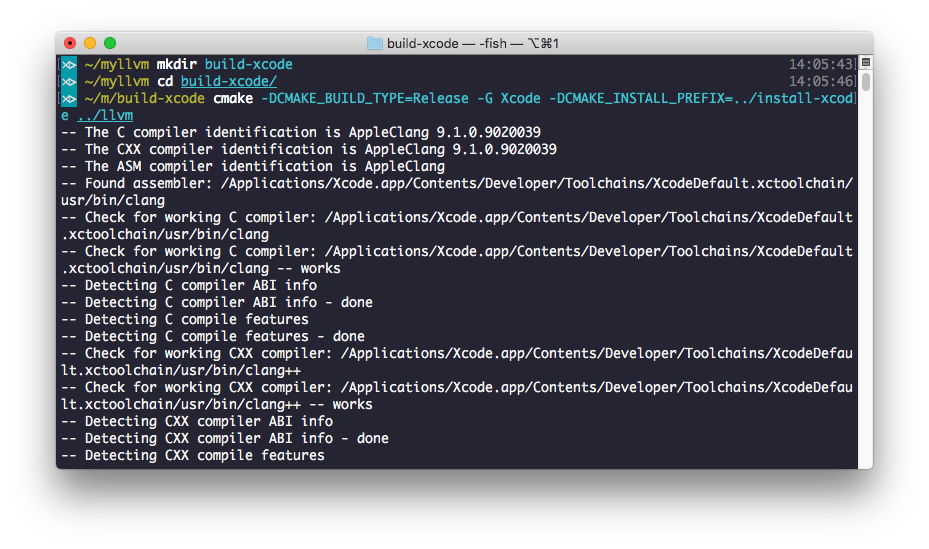 build-xcode — -fish — ⌥⌘1
~/myllvm mkdir build-xcode 14:05:43
~/myllvm cd build-xcode/ 14:05:46
~/m/build-xcode cmake -DCMAKE_BUILD_TYPE=Release -G Xcode -DCMAKE_INSTALL_PREFIX=../install-xcod
e ../llvm
-- The C compiler identification is AppleClang 9.1.0.9020039
-- The CXX compiler identification is AppleClang 9.1.0.9020039
-- The ASM compiler identification is AppleClang
-- Found assembler: /Applications/Xcode.app/Contents/Developer/Toolchains/XcodeDefault.xctoolchain/
usr/bin/clang
-- Check for working C compiler: /Applications/Xcode.app/Contents/Developer/Toolchains/XcodeDefault
.xctoolchain/usr/bin/clang
-- Check for working C compiler: /Applications/Xcode.app/Contents/Developer/Toolchains/XcodeDefault
.xctoolchain/usr/bin/clang -- works
-- Detecting C compiler ABI info
-- Detecting C compiler ABI info - done
-- Detecting C compile features
-- Detecting C compile features - done
-- Check for working CXX compiler: /Applications/Xcode.app/Contents/Developer/Toolchains/XcodeDefau
lt.xctoolchain/usr/bin/clang++
-- Check for working CXX compiler: /Applications/Xcode.app/Contents/Developer/Toolchains/XcodeDefau
lt.xctoolchain/usr/bin/clang++ -- works
-- Detecting CXX compiler ABI info
-- Detecting CXX compiler ABI info - done
-- Detecting CXX compile features